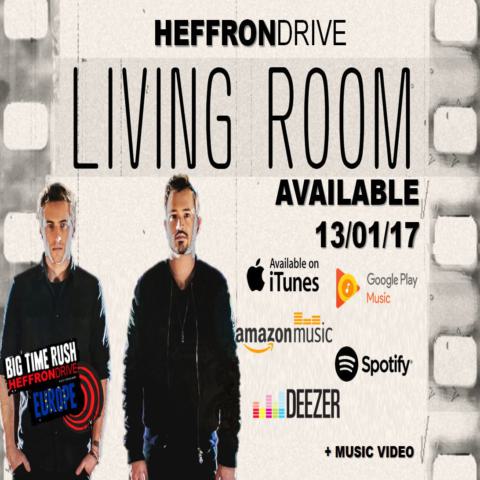 HEFFRONDRIVE
LIVING ROOM
AVAILABLE
13/01/17
Available on
iTunes
Google Play
Music
amazonmusic
Spotify
DEEZER
BIG TIME RUSH
HEFFRONDRIVE
EUROPE
+ MUSIC VIDEO